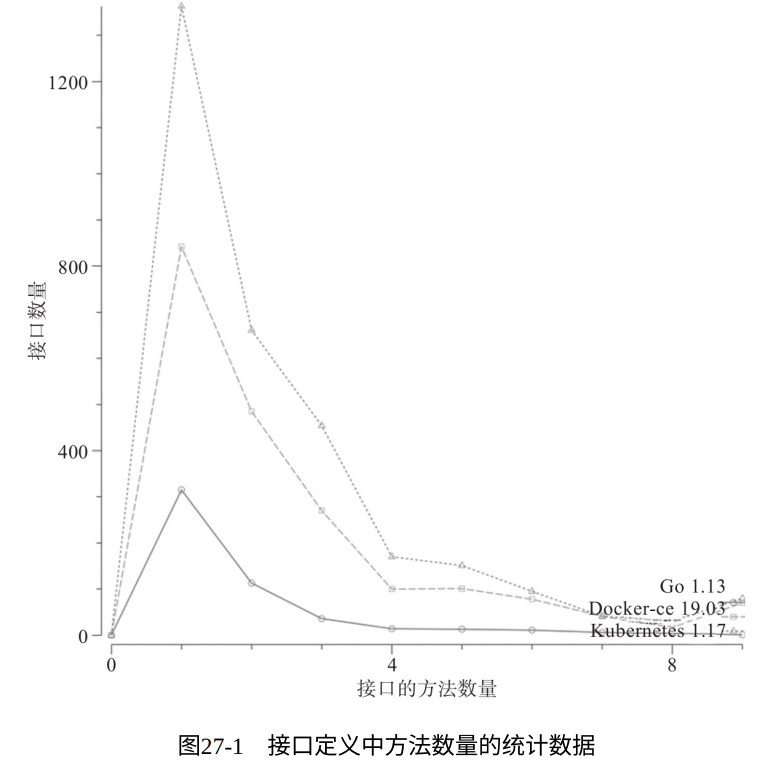 1200
800
400
0
接口数量
Go 1.13
Docker-ce 19.03
Kubernetes 1.17
0 4 8
接口的方法数量
图27-1 接口定义中方法数量的统计数据